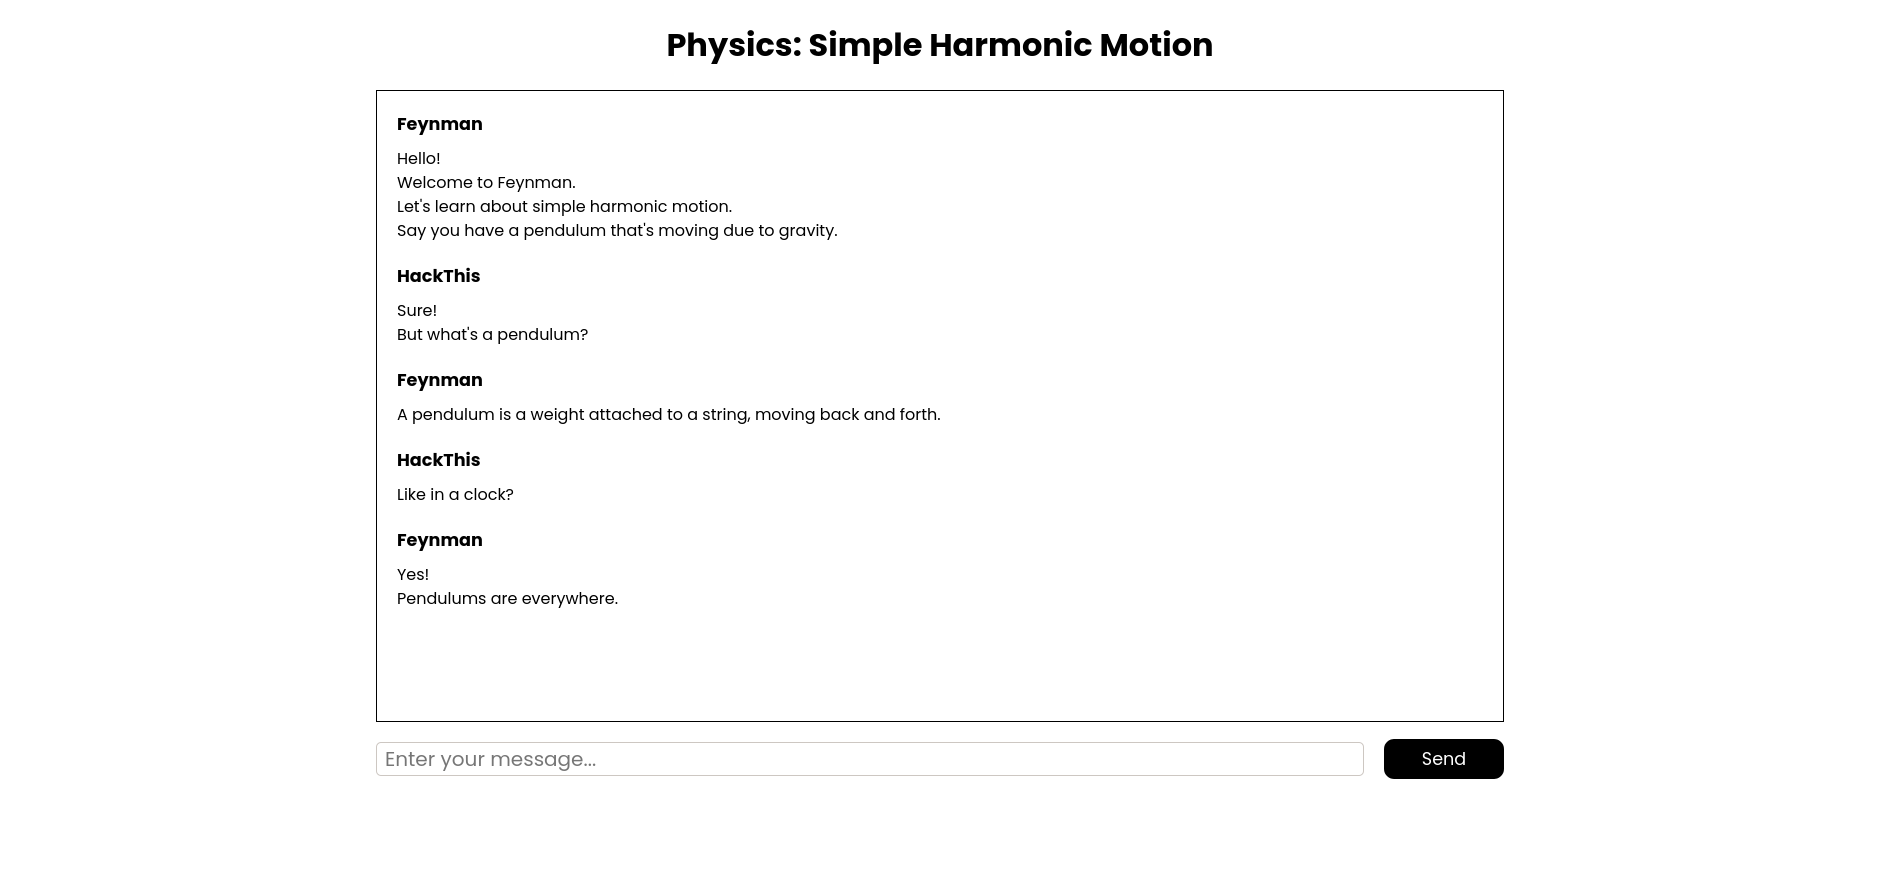 Physics: Simple Harmonic Motion
Feynman
Hello!
Welcome to Feynman.
Let's learn about simple harmonic motion.
Say you have a pendulum that's moving due to gravity.
HackThis
Sure!
But what's a pendulum?
Feynman
A pendulum is a weight attached to a string, moving back and forth.
HackThis
Like in a clock?
Feynman
Yes!
Pendulums are everywhere.
Enter your message...
Send